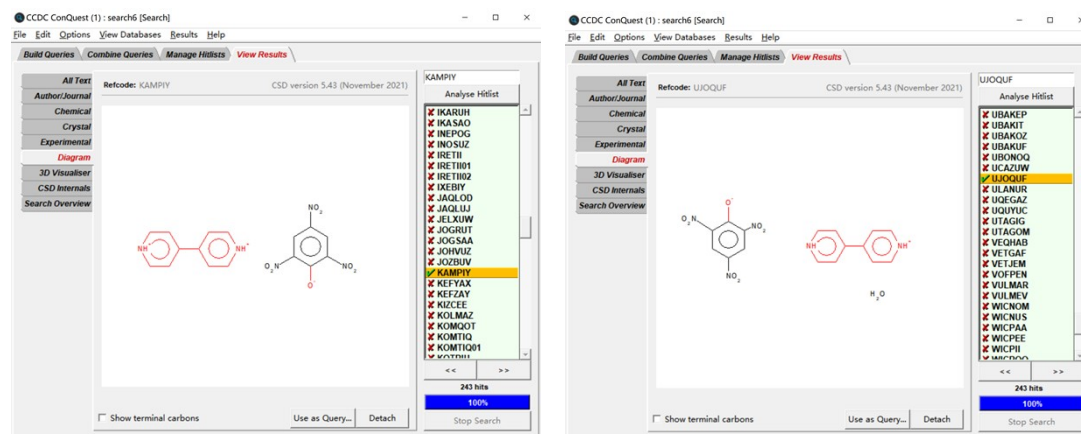 CCDC ConQuest (1) : search6 [Search]
File Edit Options View Databases Results Help
Build Queries Combine Queries Manage Hitlists View Results
All Text
Author/Journal
Chemical
Crystal
Experimental
Diagram
3D Visualiser
CSD Internals
Search Overview
Refcode: KAMPIY CSD version 5.43 (November 2021)
NO2
NH+ NH+
O2N NO2
O-
Show terminal carbons Use as Query... Detach
KAMPIY
Analyse Hitlist
IKARUH
IKASAO
INEPOG
INOSUZ
IRETII
IRETII01
IRETII02
IXEBIY
JAQLOD
JAQLUJ
JELXUW
JOGRUT
JOGSAA
JOHVUZ
JOZBUV
KAMPIY
KEFYAX
KEFZAY
KIZCEE
KOLMAZ
KOMQOT
KOMTIQ
KOMTIQ01
<< >>
243 hits
100%
Stop Search
CCDC ConQuest (1) : search6 [Search]
File Edit Options View Databases Results Help
Build Queries Combine Queries Manage Hitlists View Results
All Text
Author/Journal
Chemical
Crystal
Experimental
Diagram
3D Visualiser
CSD Internals
Search Overview
Refcode: UJOQUF CSD version 5.43 (November 2021)
O-
O2N NO2
NO2
NH+ NH+
H2O
Show terminal carbons Use as Query... Detach
UJOQUF
Analyse Hitlist
UBAKEP
UBAKIT
UBAKOZ
UBAKUF
UBONOQ
UCAZUW
UJOQUF
ULANUR
UQEGAZ
UQUYUC
UTAGIG
UTAGOM
VEQHAB
VETGAF
VETJEM
VOFPEN
VULMAR
VULMEV
WICNOM
WICNUS
WICPAA
WICPEE
WICPII
<< >>
243 hits
100%
Stop Search